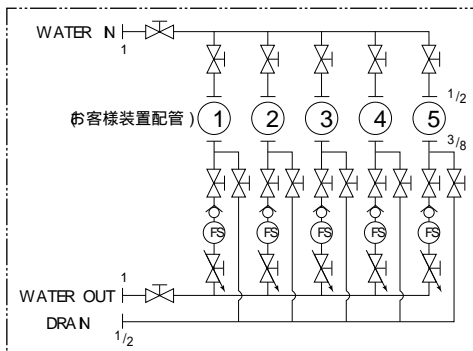 WATER IN
1
1/2
(お客様装置配管)
1 2 3 4 5
3/8
FS FS FS FS FS
1
WATER OUT
DRAIN
1/2